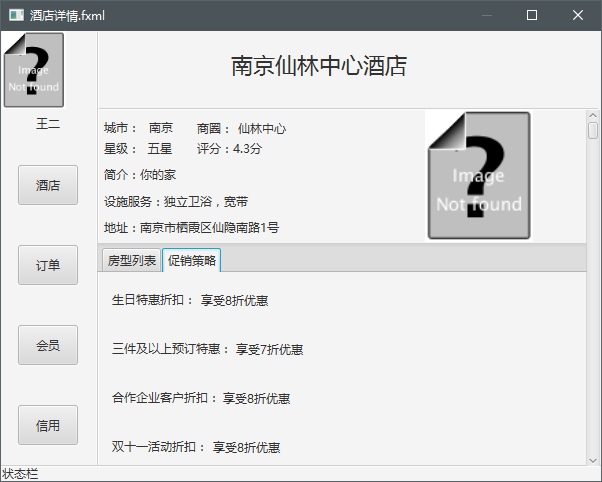 酒店详情.fxml
Image
Not found
王二
酒店
订单
会员
信用
南京仙林中心酒店
城市： 南京 商圈： 仙林中心
星级： 五星 评分：4.3分
简介：你的家
设施服务：独立卫浴，宽带
地址：南京市栖霞区仙隐南路1号
Image
Not found
房型列表 促销策略
生日特惠折扣： 享受8折优惠
三件及以上预订特惠： 享受7折优惠
合作企业客户折扣： 享受8折优惠
双十一活动折扣： 享受8折优惠
状态栏